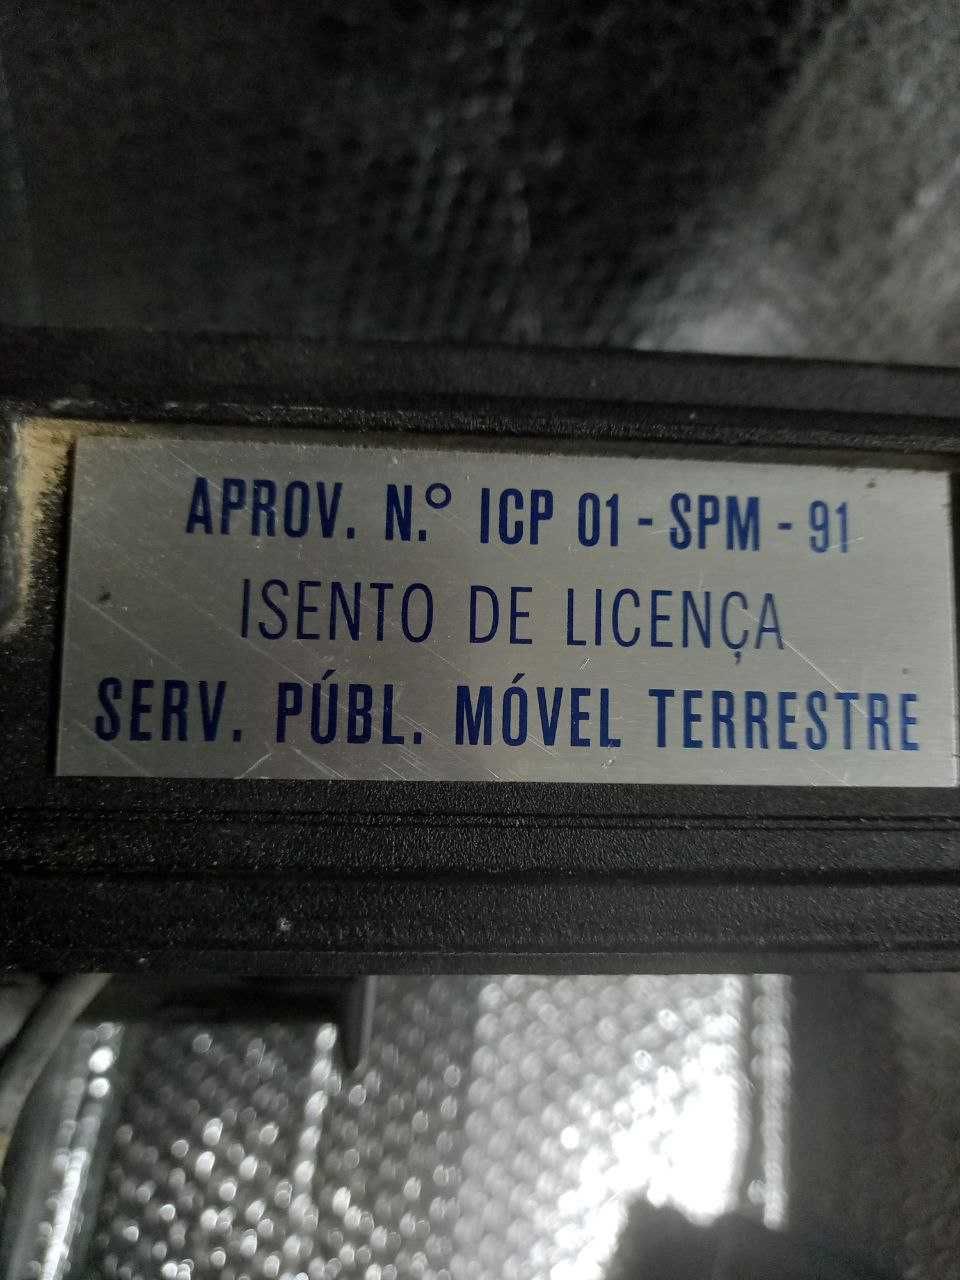 APROV. N.º ICP 01 - SPM - 91
ISENTO DE LICENÇA
SERV. PÚBL. MÓVEL TERRESTRE